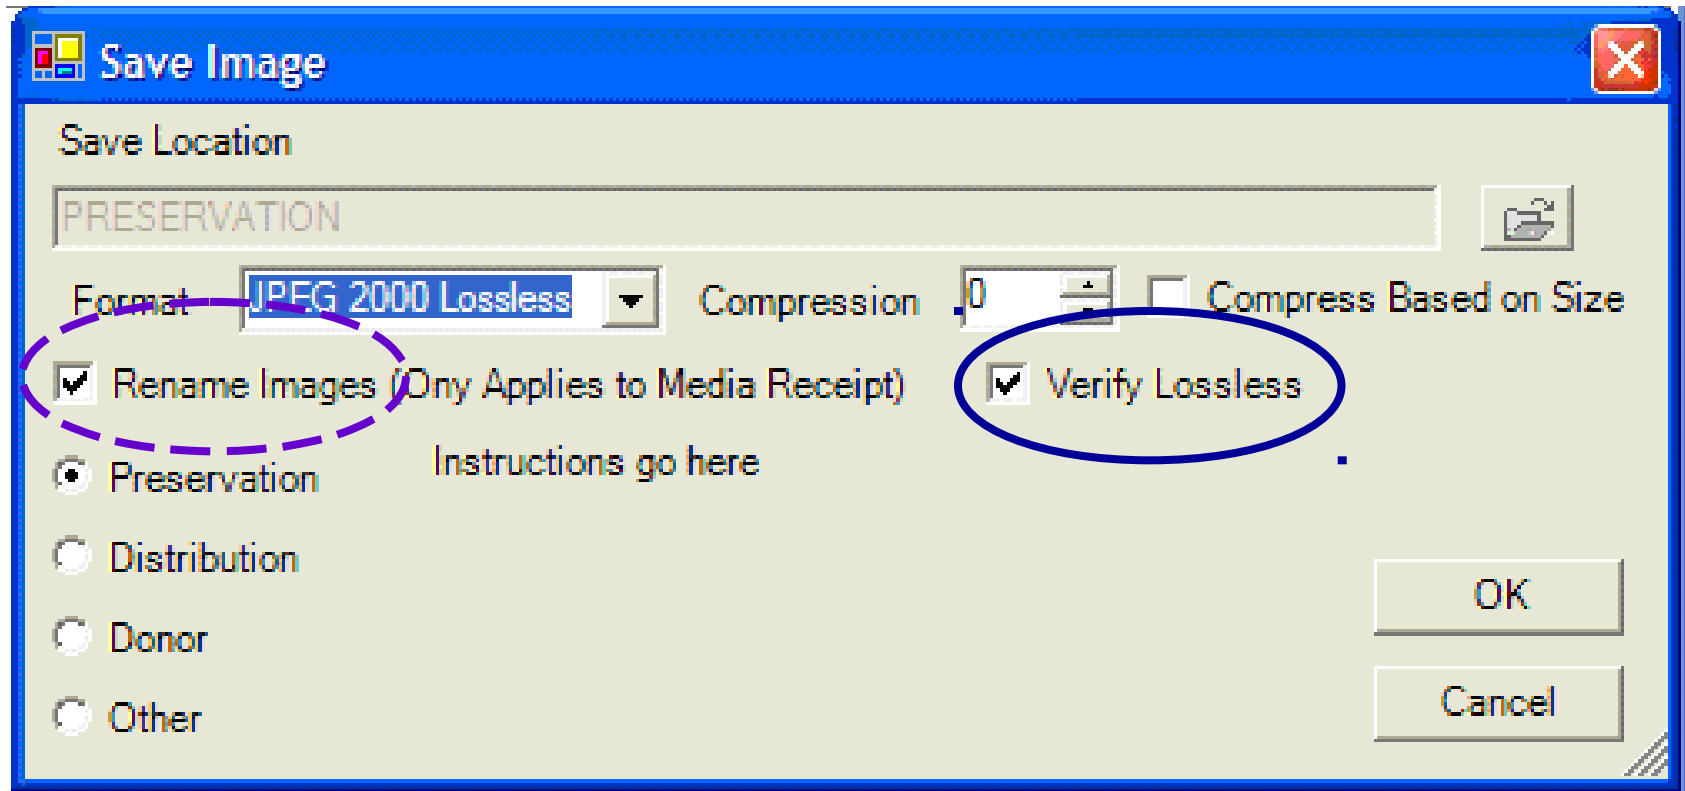 Save Image
Save Location
PRESERVATION
Format JPEG 2000 Lossless Compression 0 Compress Based on Size
Rename Images (Ony Applies to Media Receipt) Verify Lossless
Preservation Instructions go here
Distribution
OK
Donor
Cancel
Other